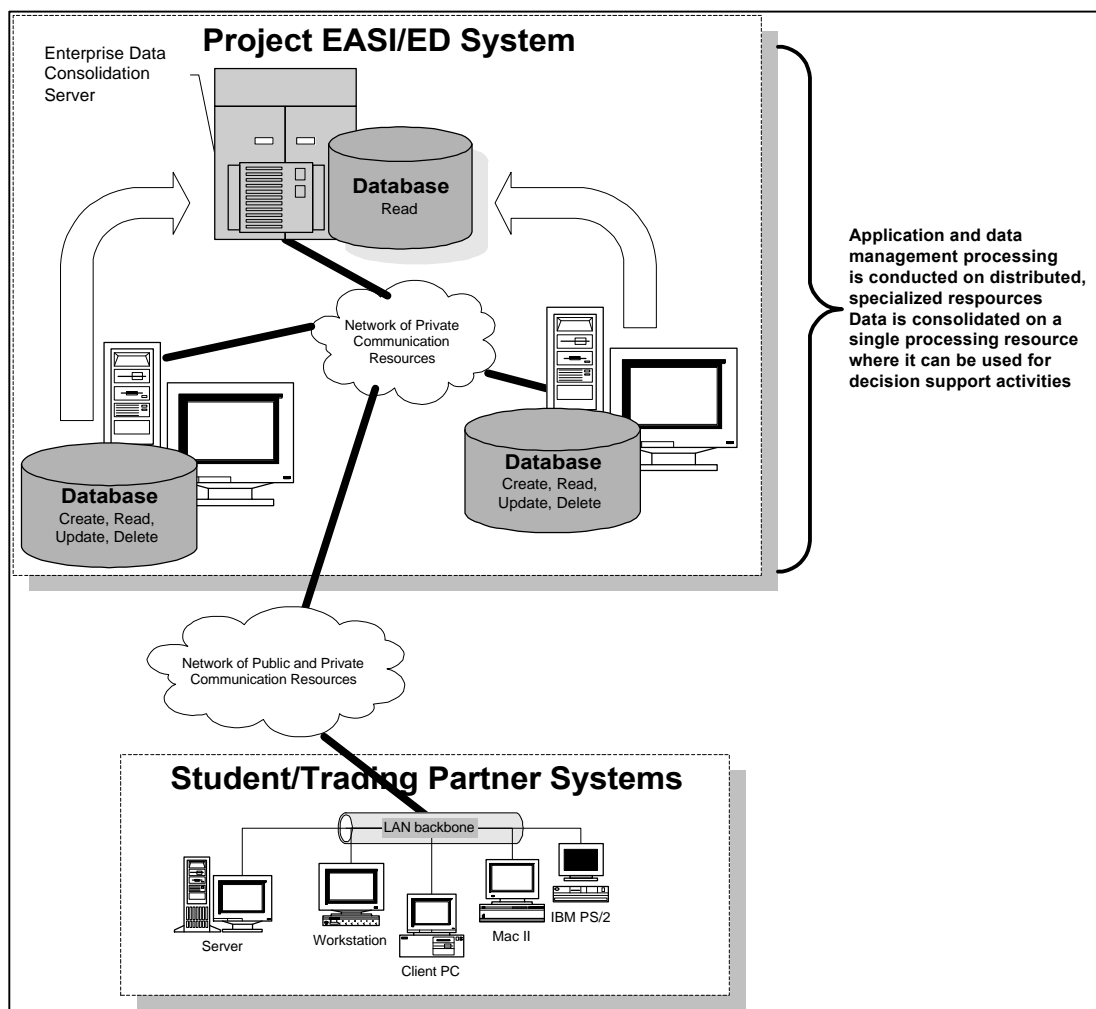 Project EASI/ED System
Enterprise Data
Consolidation
Server
Database
Read
Network of Private
Communication
Resources
Database
Create, Read,
Update, Delete
Database
Create, Read,
Update, Delete
Application and data
management processing
is conducted on distributed,
specialized respources
Data is consolidated on a
single processing resource
where it can be used for
decision support activities
Network of Public and Private
Communication Resources
Student/Trading Partner Systems
LAN backbone
Server
Workstation
Client PC
Mac II
IBM PS/2